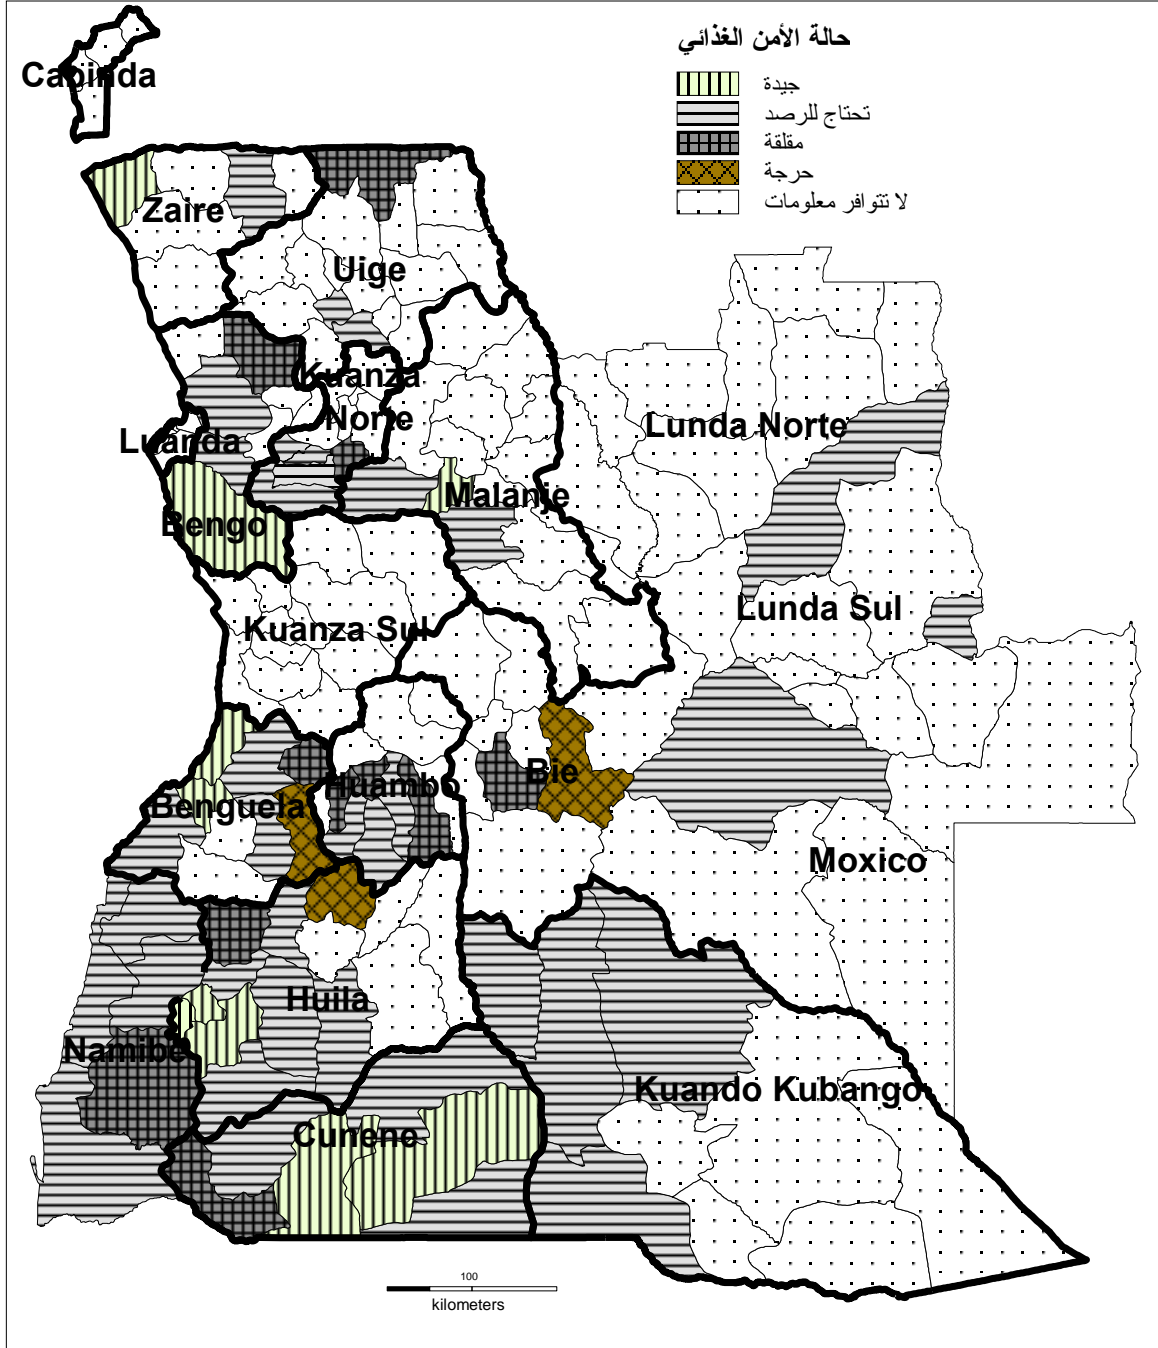 حالة الأمن الغذائي
جيدة
تحتاج للرصد
مقلقة
حرجة
لا تتوافر معلومات
Cabinda
Zaire
Uige
Kuanza
Norte
Luanda
Lunda Norte
Malanje
Bengo
Lunda Sul
Kuanza Sul
Bie
Huambo
Benguela
Moxico
Huila
Namibe
Kuando Kubango
Cunene
100
kilometers